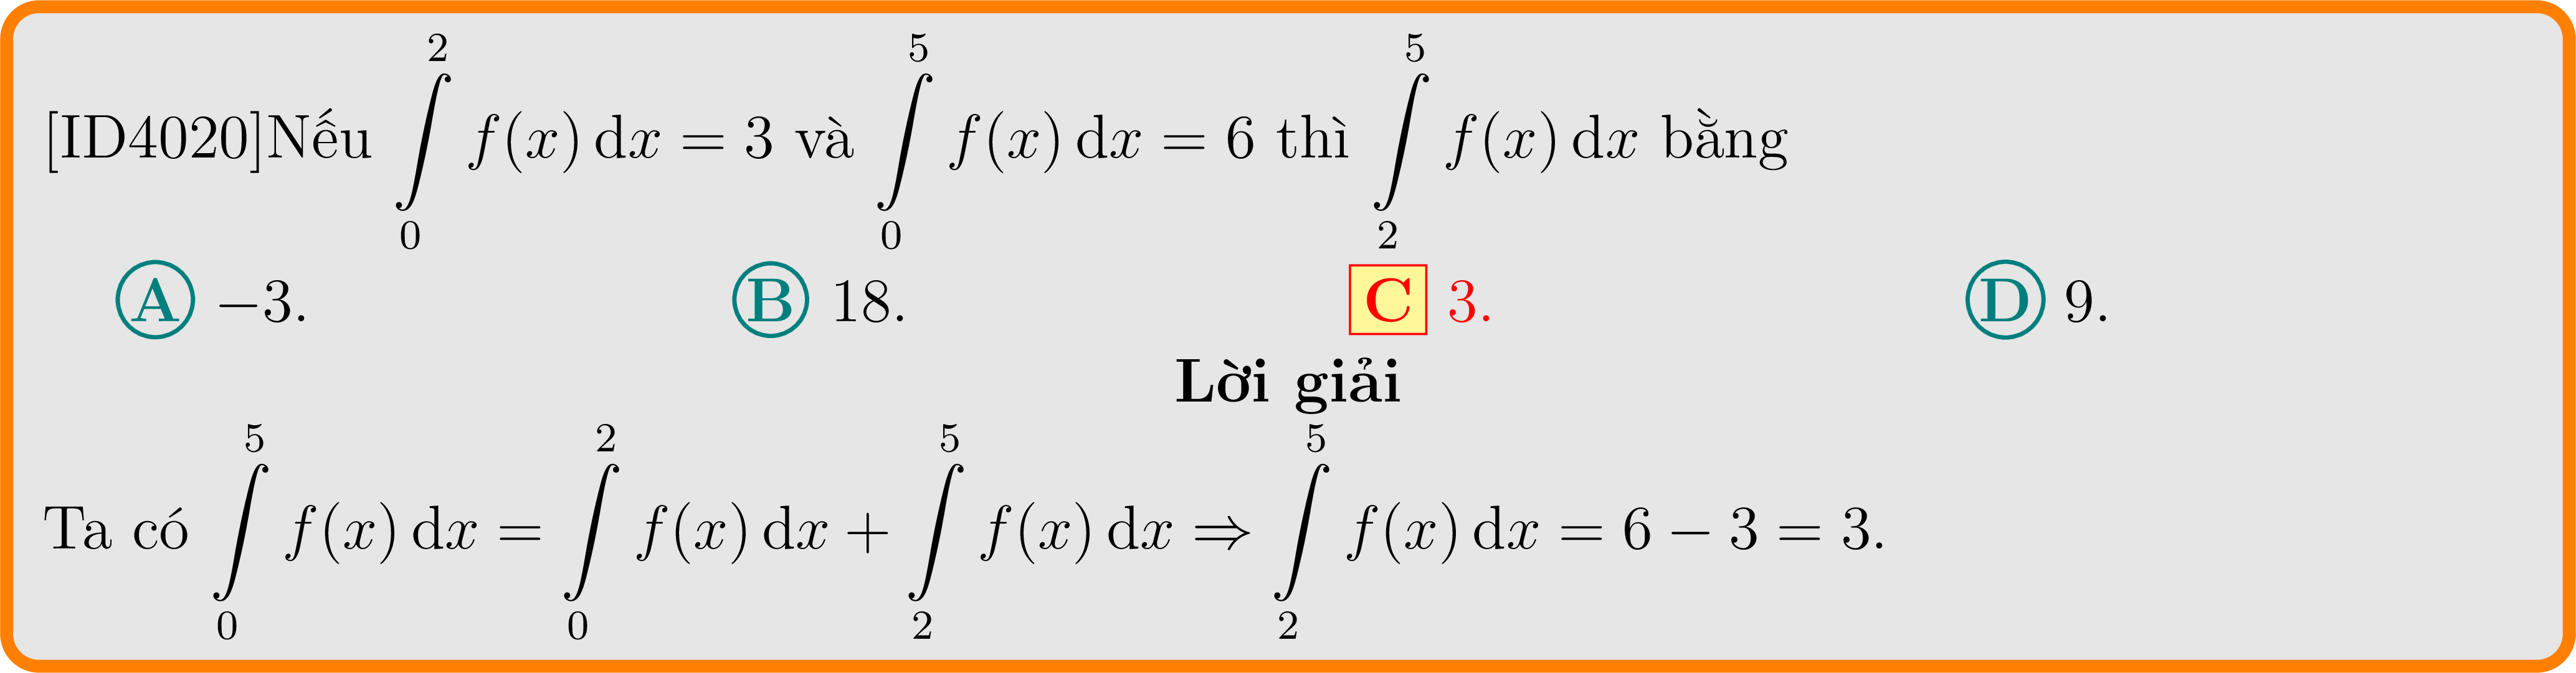 [ID4020]Nếu $\int\limits_0^2 f(x)\,\mathrm{d}x = 3$ và $\int\limits_0^5 f(x)\,\mathrm{d}x = 6$ thì $\int\limits_2^5 f(x)\,\mathrm{d}x$ bằng
A −3. B 18. C 3. D 9.
Lời giải
Ta có $\int\limits_0^5 f(x)\,\mathrm{d}x = \int\limits_0^2 f(x)\,\mathrm{d}x + \int\limits_2^5 f(x)\,\mathrm{d}x \Rightarrow \int\limits_2^5 f(x)\,\mathrm{d}x = 6 - 3 = 3.$